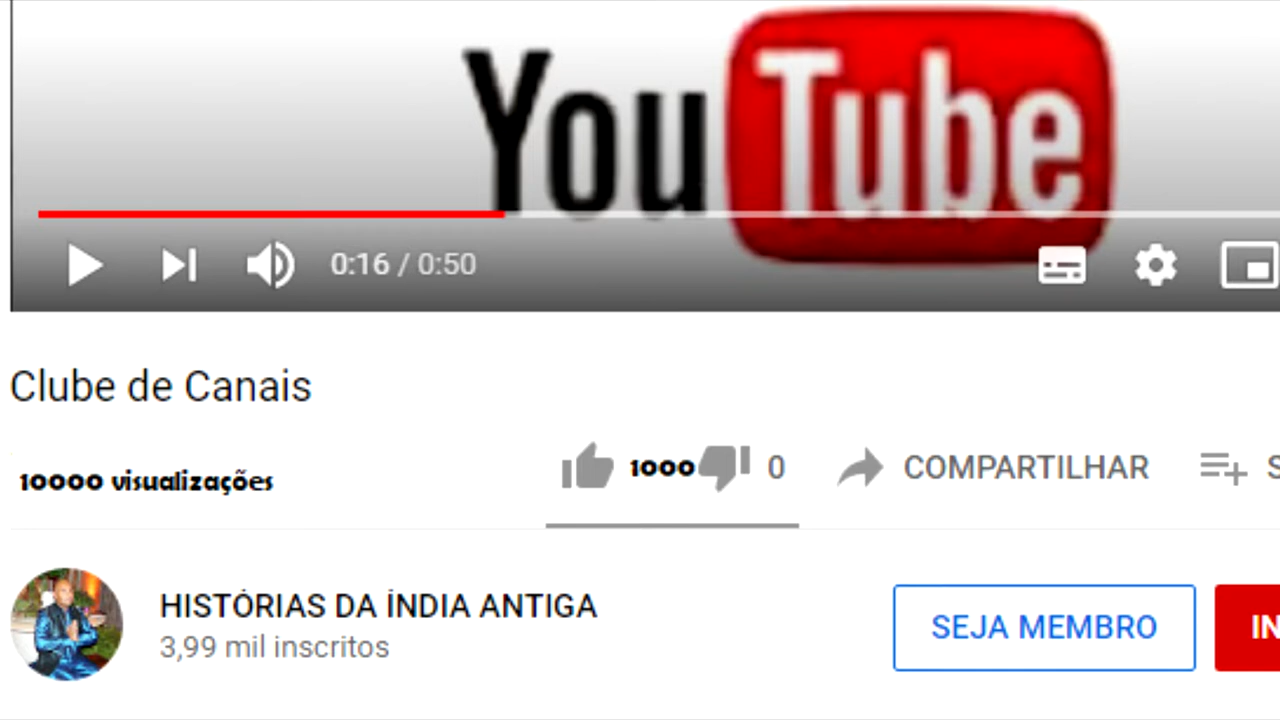 YouTube
0:16 / 0:50
Clube de Canais
10000 visualizações
1000 0 COMPARTILHAR S
HISTÓRIAS DA ÍNDIA ANTIGA
3,99 mil inscritos
SEJA MEMBRO IN